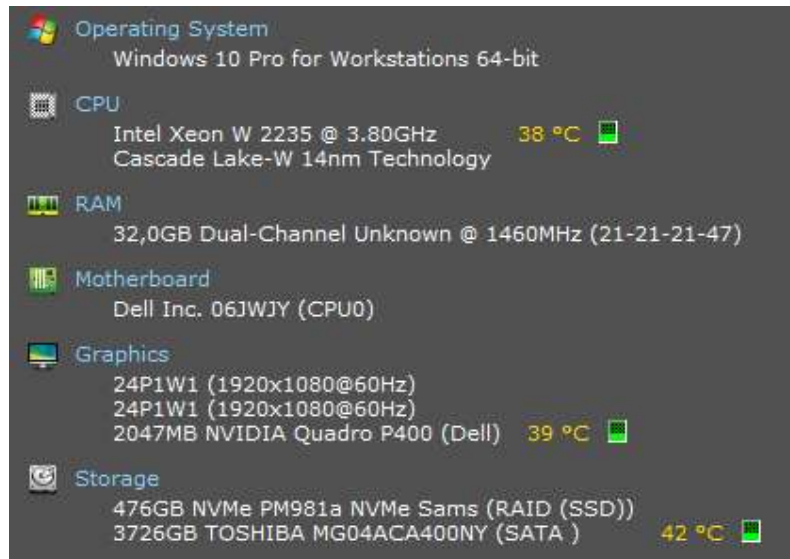 Operating System
Windows 10 Pro for Workstations 64-bit
CPU
Intel Xeon W 2235 @ 3.80GHz 38 °C
Cascade Lake-W 14nm Technology
RAM
32,0GB Dual-Channel Unknown @ 1460MHz (21-21-21-47)
Motherboard
Dell Inc. 06JWJY (CPU0)
Graphics
24P1W1 (1920x1080@60Hz)
24P1W1 (1920x1080@60Hz)
2047MB NVIDIA Quadro P400 (Dell) 39 °C
Storage
476GB NVMe PM981a NVMe Sams (RAID (SSD))
3726GB TOSHIBA MG04ACA400NY (SATA ) 42 °C